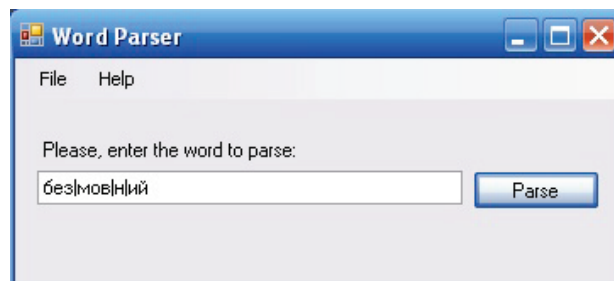 Word Parser
File Help
Please, enter the word to parse:
без|мов|н|ий
Parse